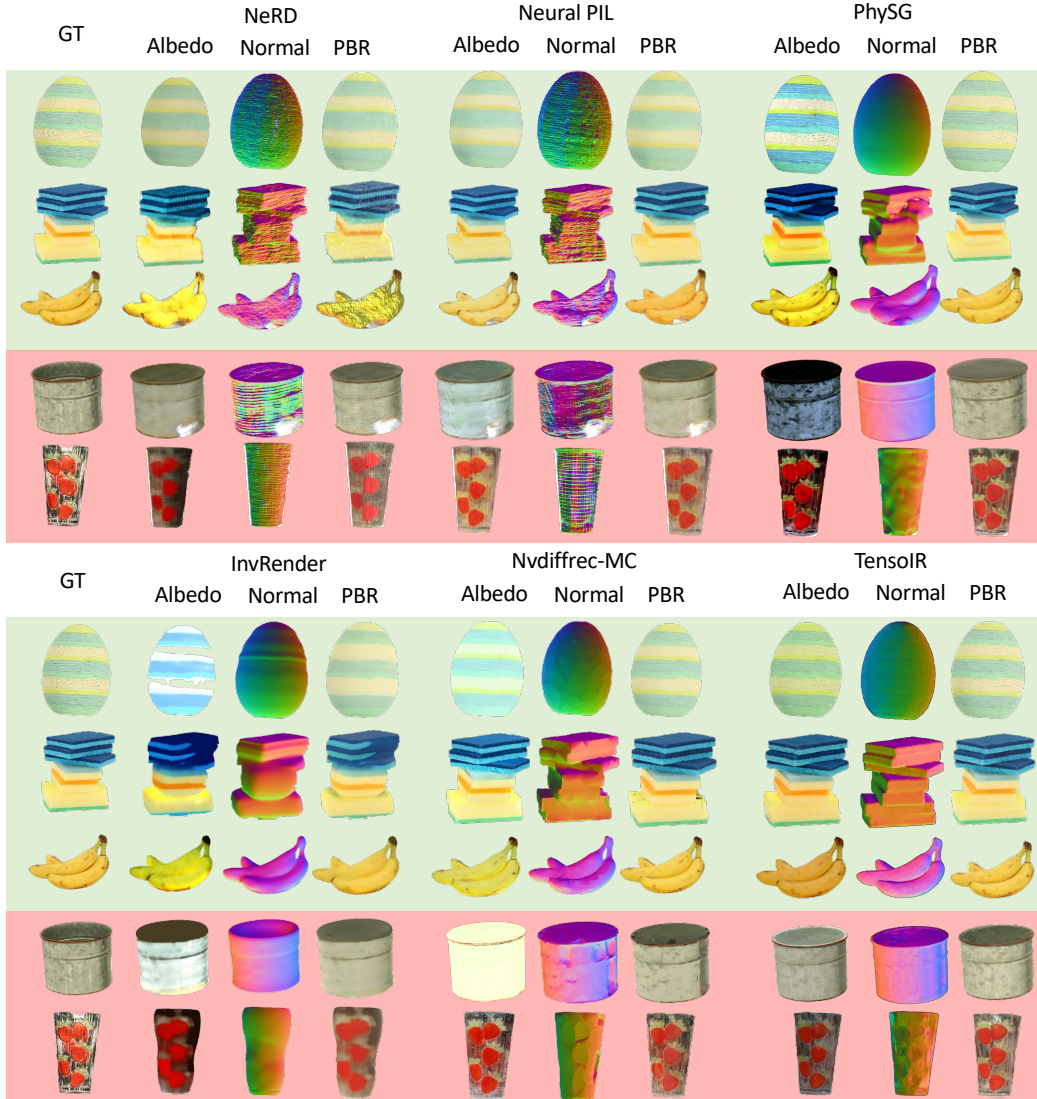 GT
NeRD
Neural PIL
PhySG
Albedo Normal PBR
Albedo Normal PBR
Albedo Normal PBR
GT
InvRender
Nvdiffrec-MC
TensoIR
Albedo Normal PBR
Albedo Normal PBR
Albedo Normal PBR